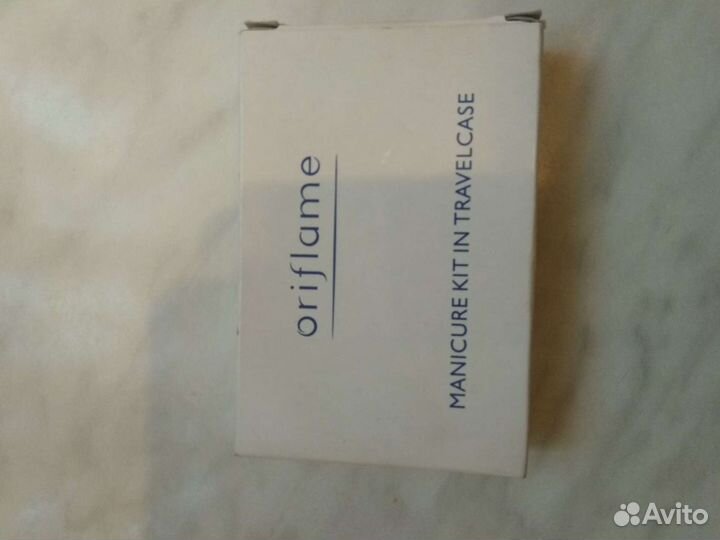 oriflame
MANICURE KIT IN TRAVELCASE
Avito